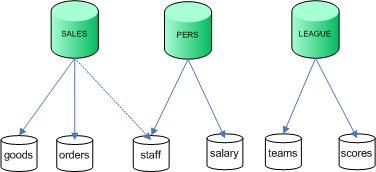 SALES
PERS
LEAGUE
goods
orders
staff
salary
teams
scores